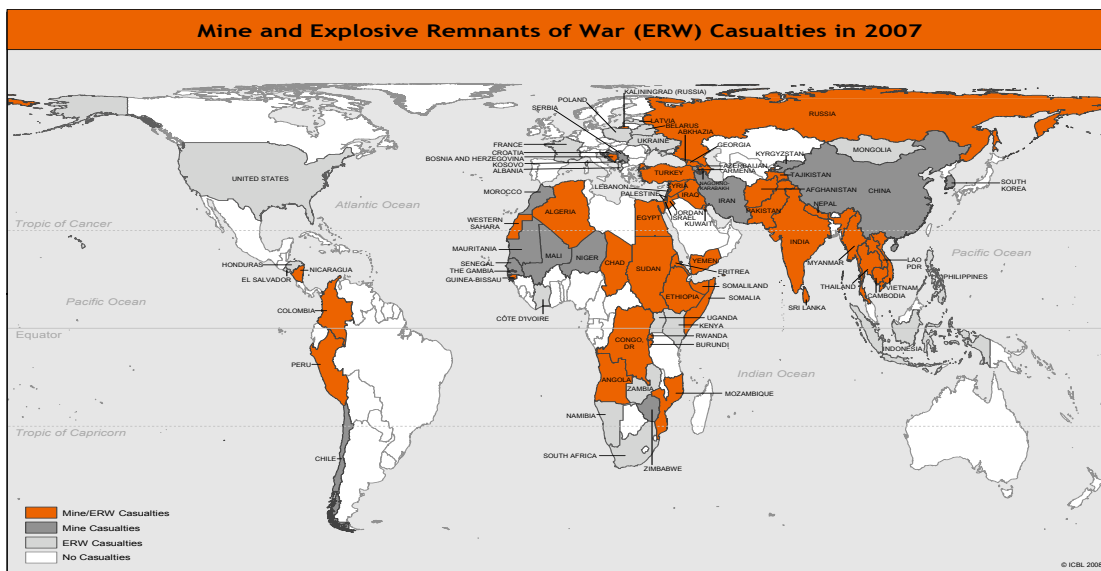 Mine and Explosive Remnants of War (ERW) Casualties in 2007
KALININGRAD (RUSSIA)
POLAND
SERBIA
LATVIA
BELARUS
ABKHAZIA
RUSSIA
FRANCE
CROATIA
BOSNIA AND HERZEGOVINA
KOSOVO
ALBANIA
UKRAINE
GEORGIA
KYRGYZSTAN
MONGOLIA
AZERBAIJAN
ARMENIA
NAGORNO-
KARABAKH
TURKEY
TAJIKISTAN
UNITED STATES
Atlantic Ocean
MOROCCO
LEBANON
PALESTINE
SYRIA
IRAQ
IRAN
AFGHANISTAN
CHINA
SOUTH
KOREA
ALGERIA
EGYPT
JORDAN
ISRAEL
KUWAIT
PAKISTAN
NEPAL
Tropic of Cancer
WESTERN
SAHARA
INDIA
Pacific Ocean
MAURITANIA
MALI
NIGER
CHAD
SUDAN
YEMEN
MYANMAR
LAO
PDR
HONDURAS
NICARAGUA
EL SALVADOR
SENEGAL
THE GAMBIA
GUINEA-BISSAU
ERITREA
SOMALILAND
SOMALIA
ETHIOPIA
THAILAND
VIETNAM
CAMBODIA
PHILIPPINES
SRI LANKA
Pacific Ocean
COLOMBIA
CÔTE D'IVOIRE
UGANDA
KENYA
RWANDA
BURUNDI
Equator
CONGO,
DR
INDONESIA
PERU
Indian Ocean
ANGOLA
ZAMBIA
MOZAMBIQUE
NAMIBIA
Tropic of Capricorn
CHILE
SOUTH AFRICA
ZIMBABWE
Mine/ERW Casualties
Mine Casualties
ERW Casualties
No Casualties
© ICBL 2008